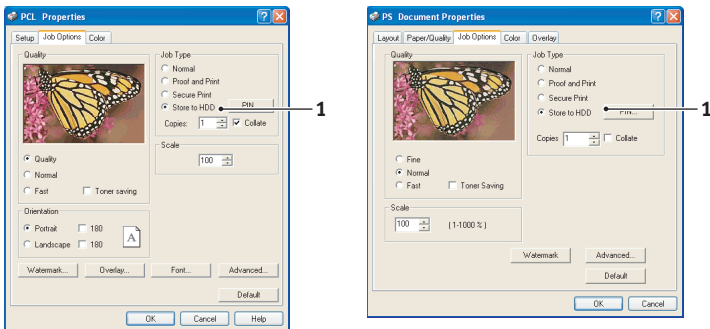 PCL Properties
Setup Job Options Color
Quality
Quality
Normal
Fast Toner saving
Orientation
Portrait 180
Landscape 180
A
Job Type
Normal
Proof and Print
Secure Print
Store to HDD PIN...
1
Copies: 1 Collate
Scale
100
Watermark... Overlay... Font... Advanced...
Default
OK Cancel Help
PS Document Properties
Layout Paper/Quality Job Options Color Overlay
Quality
Fine
Normal
Fast Toner Saving
Scale
100 (1-1000 %)
Job Type
Normal
Proof and Print
Secure Print
Store to HDD PIN...
1
Copies 1 Collate
Watermark Advanced...
Default
OK Cancel